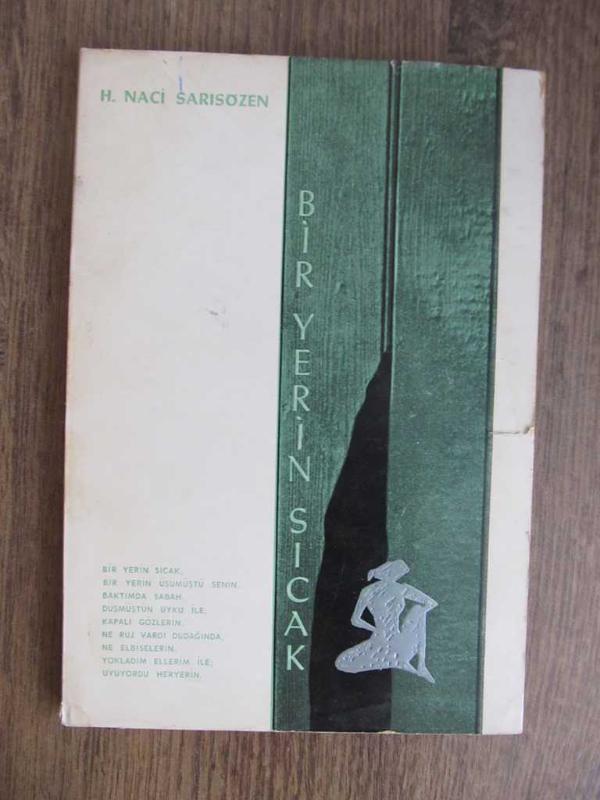 H. NACİ SARISÖZEN
BİR YERİN SICAK
BİR YERİN SICAK,
BİR YERİN ÜŞÜMÜŞTÜ SENİN.
BAKTIMDA SABAH,
DÜŞMÜŞTÜN UYKU İLE;
KAPALI GÖZLERİN.
NE RUJ VARDI DUDAĞINDA,
NE ELBİSELERİN.
YOKLADIM ELLERİM İLE;
UYUYORDU HERYERİN.